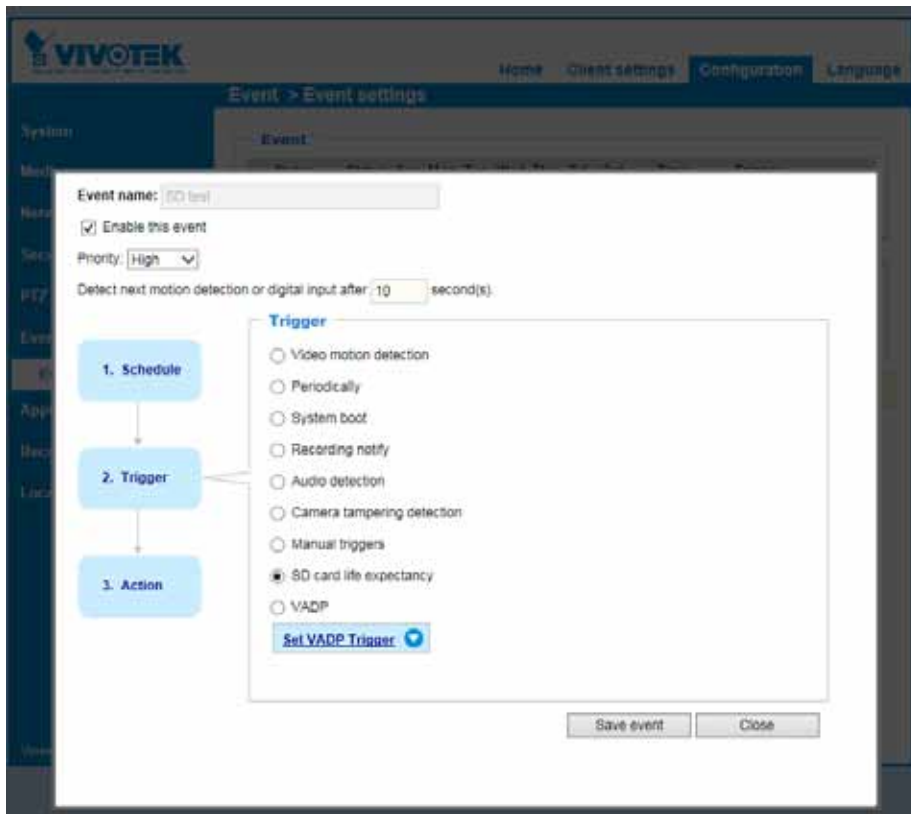 VIVOTEK
Home Client settings Configuration Language
Event > Event settings
System
Event
Event name: SD test
Enable this event
Priority: High
Detect next motion detection or digital input after 10 second(s).
Trigger
1. Schedule
2. Trigger
3. Action
Video motion detection
Periodically
System boot
Recording notify
Audio detection
Camera tampering detection
Manual triggers
SD card life expectancy
VADP
Set VADP Trigger
Save event Close